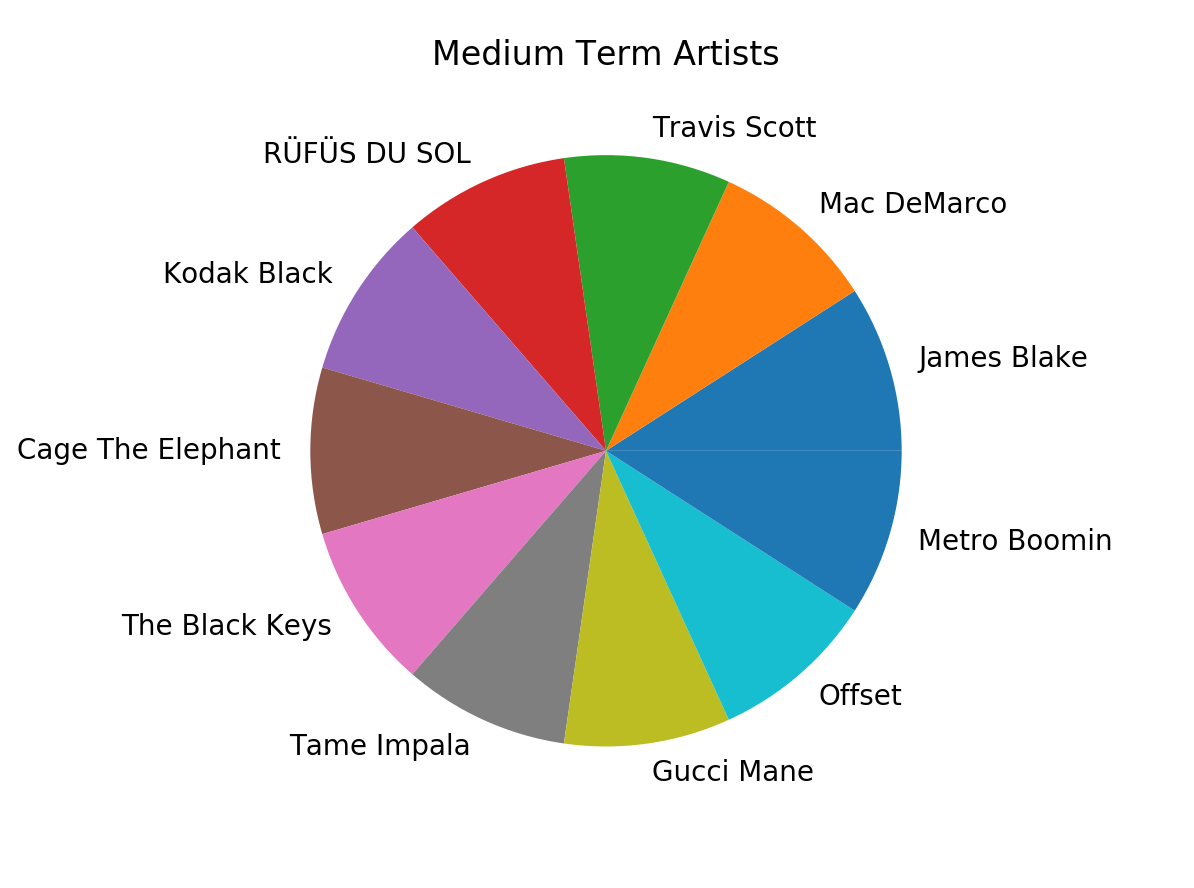 Medium Term Artists
Travis Scott
RÜFÜS DU SOL
Mac DeMarco
Kodak Black
James Blake
Cage The Elephant
Metro Boomin
The Black Keys
Offset
Tame Impala
Gucci Mane